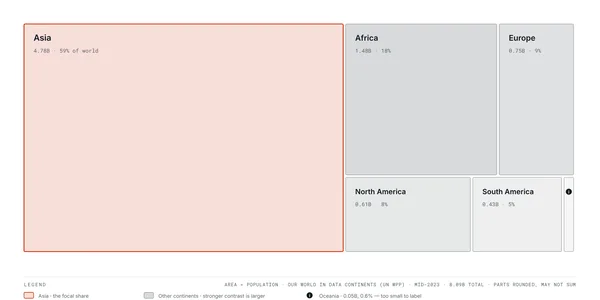 Asia
4.78B · 59% of world
Africa
1.48B · 18%
Europe
0.75B · 9%
North America
0.61B · 8%
South America
0.43B · 5%
LEGEND
AREA = POPULATION · OUR WORLD IN DATA CONTINENTS (UN WPP) · MID-2023 · 8.09B TOTAL · PARTS ROUNDED, MAY NOT SUM
Asia · the focal share
Other continents · stronger contrast is larger
Oceania · 0.05B, 0.6% — too small to label